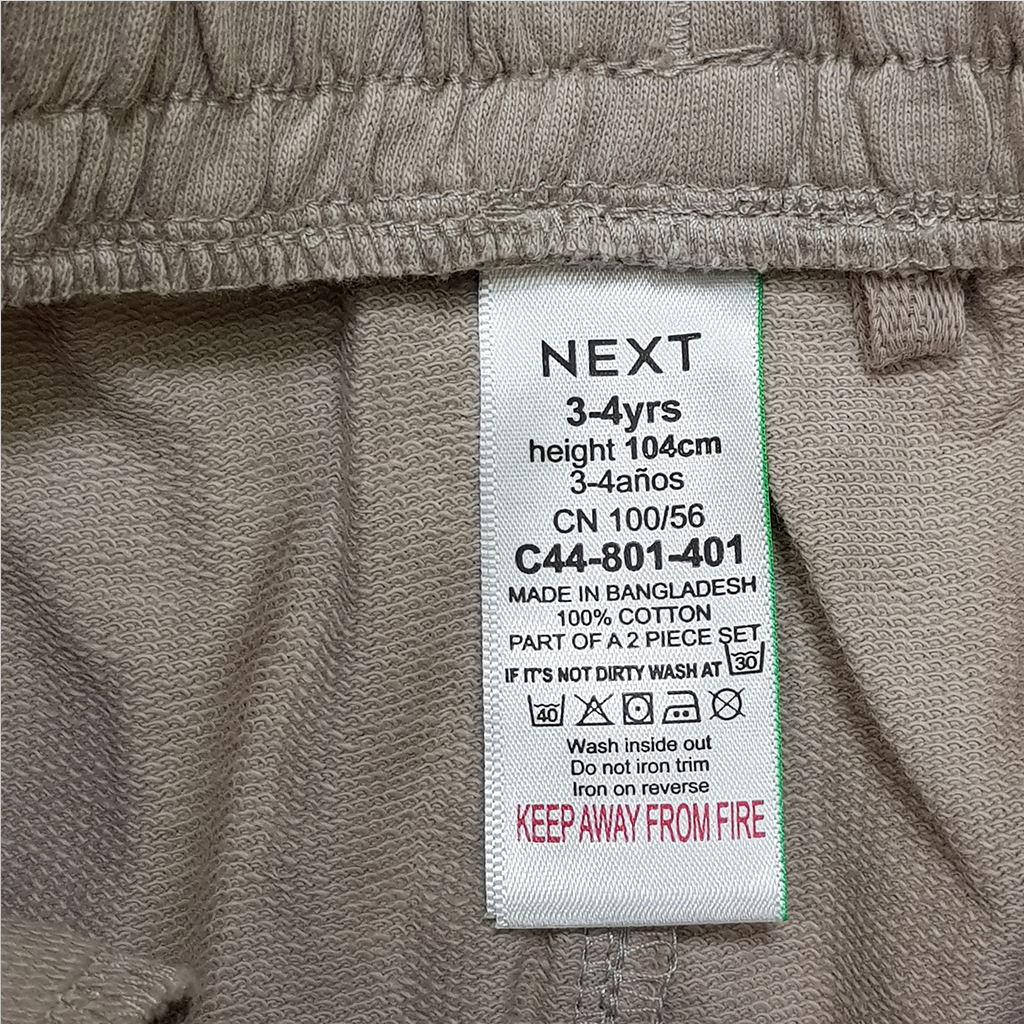 NEXT
3-4yrs
height 104cm
3-4años
CN 100/56
C44-801-401
MADE IN BANGLADESH
100% COTTON
PART OF A 2 PIECE SET
IF IT'S NOT DIRTY WASH AT 30
40
Wash inside out
Do not iron trim
Iron on reverse
KEEP AWAY FROM FIRE